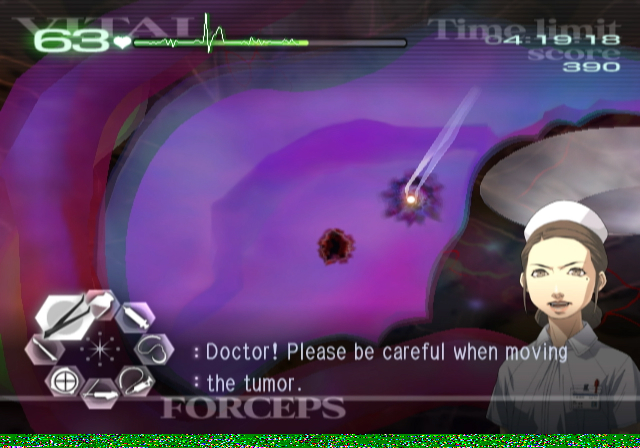 VITAL
Time limit
63
04:19:18
score
390
: Doctor! Please be careful when moving
: the tumor.
FORCEPS